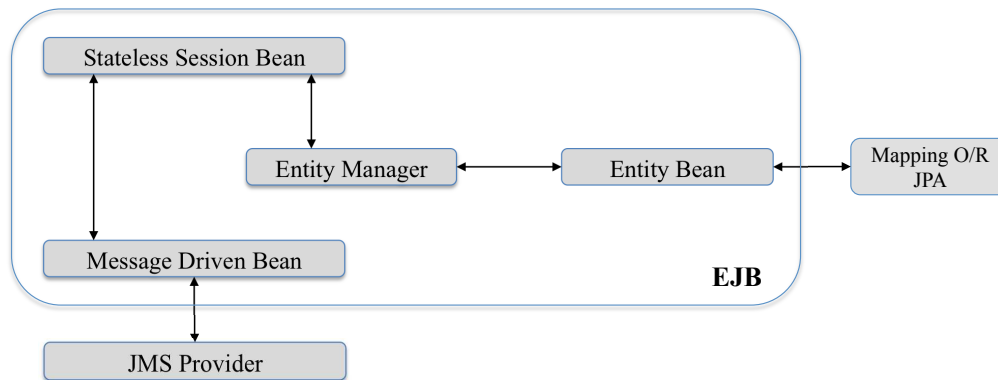 Stateless Session Bean
Entity Manager
Entity Bean
Mapping O/R
JPA
Message Driven Bean
EJB
JMS Provider